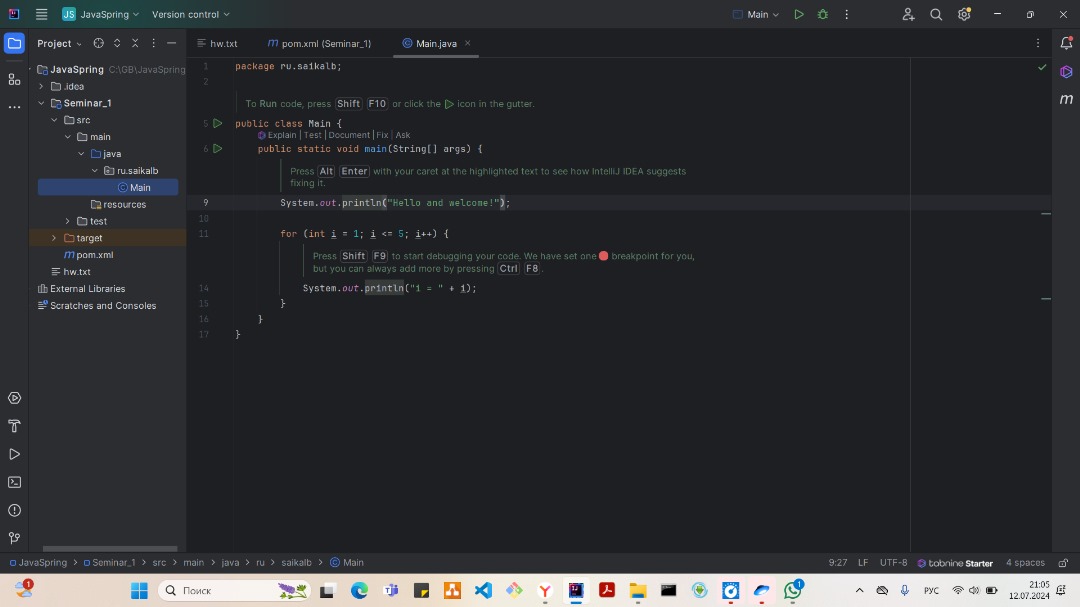 JS JavaSpring Version control Main
Project hw.txt m pom.xml (Seminar_1) Main.java
JavaSpring C:\GB\JavaSpring
.idea
Seminar_1
src
main
java
ru.saikalb
Main
resources
test
target
m pom.xml
hw.txt
External Libraries
Scratches and Consoles
1 package ru.saikalb;
2
To Run code, press Shift F10 or click the icon in the gutter.
5 public class Main {
Explain | Test | Document | Fix | Ask
6 public static void main(String[] args) {
Press Alt Enter with your caret at the highlighted text to see how IntelliJ IDEA suggests
fixing it.
9 System.out.println("Hello and welcome!");
10
11 for (int i = 1; i <= 5; i++) {
Press Shift F9 to start debugging your code. We have set one breakpoint for you,
but you can always add more by pressing Ctrl F8.
14 System.out.println("i = " + i);
15 }
16 }
17 }
m
JavaSpring > Seminar_1 > src > main > java > ru > saikalb > Main 9:27 LF UTF-8 tabnine Starter 4 spaces
1 Поиск 1 РУС 21:05
12.07.2024